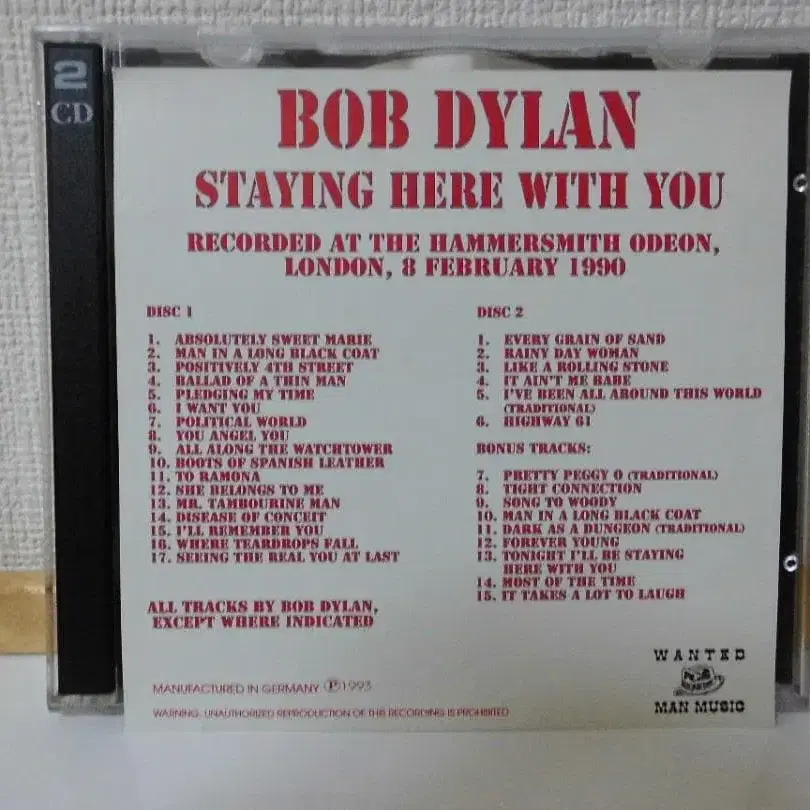 2
CD
BOB DYLAN
STAYING HERE WITH YOU
RECORDED AT THE HAMMERSMITH ODEON,
LONDON, 8 FEBRUARY 1990
DISC 1
1. ABSOLUTELY SWEET MARIE
2. MAN IN A LONG BLACK COAT
3. POSITIVELY 4TH STREET
4. BALLAD OF A THIN MAN
5. PLEDGING MY TIME
6. I WANT YOU
7. POLITICAL WORLD
8. YOU ANGEL YOU
9. ALL ALONG THE WATCHTOWER
10. BOOTS OF SPANISH LEATHER
11. TO RAMONA
12. SHE BELONGS TO ME
13. MR. TAMBOURINE MAN
14. DISEASE OF CONCEIT
15. I'LL REMEMBER YOU
16. WHERE TEARDROPS FALL
17. SEEING THE REAL YOU AT LAST
ALL TRACKS BY BOB DYLAN,
EXCEPT WHERE INDICATED
DISC 2
1. EVERY GRAIN OF SAND
2. RAINY DAY WOMAN
3. LIKE A ROLLING STONE
4. IT AIN'T ME BABE
5. I'VE BEEN ALL AROUND THIS WORLD
(TRADITIONAL)
6. HIGHWAY 61
BONUS TRACKS:
7. PRETTY PEGGY O (TRADITIONAL)
8. TIGHT CONNECTION
9. SONG TO WOODY
10. MAN IN A LONG BLACK COAT
11. DARK AS A DUNGEON (TRADITIONAL)
12. FOREVER YOUNG
13. TONIGHT I'LL BE STAYING
HERE WITH YOU
14. MOST OF THE TIME
15. IT TAKES A LOT TO LAUGH
MANUFACTURED IN GERMANY ℗1993
WARNING: UNAUTHORIZED REPRODUCTION OF THIS RECORDING IS PROHIBITED
WANTED
MAN MUSIC